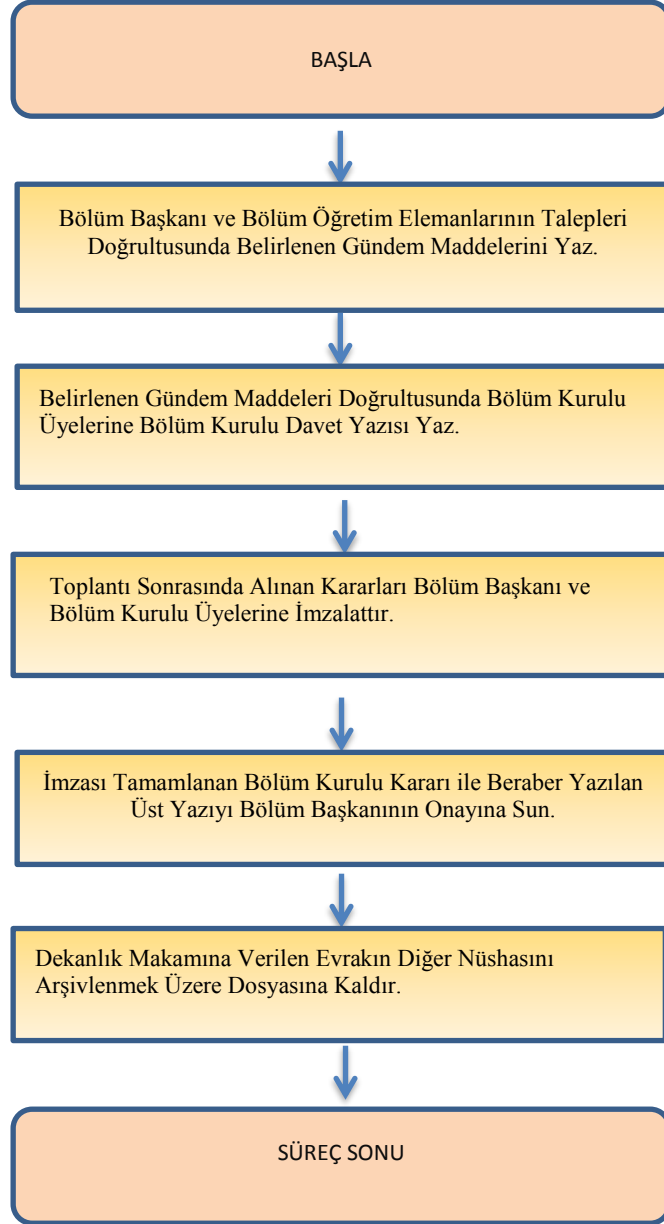 BAŞLA
Bölüm Başkanı ve Bölüm Öğretim Elemanlarının Talepleri
Doğrultusunda Belirlenen Gündem Maddelerini Yaz.
Belirlenen Gündem Maddeleri Doğrultusunda Bölüm Kurulu
Üyelerine Bölüm Kurulu Davet Yazısı Yaz.
Toplantı Sonrasında Alınan Kararları Bölüm Başkanı ve
Bölüm Kurulu Üyelerine İmzalattır.
İmzası Tamamlanan Bölüm Kurulu Kararı ile Beraber Yazılan
Üst Yazıyı Bölüm Başkanının Onayına Sun.
Dekanlık Makamına Verilen Evrakın Diğer Nüshasını
Arşivlenmek Üzere Dosyasına Kaldır.
SÜREÇ SONU